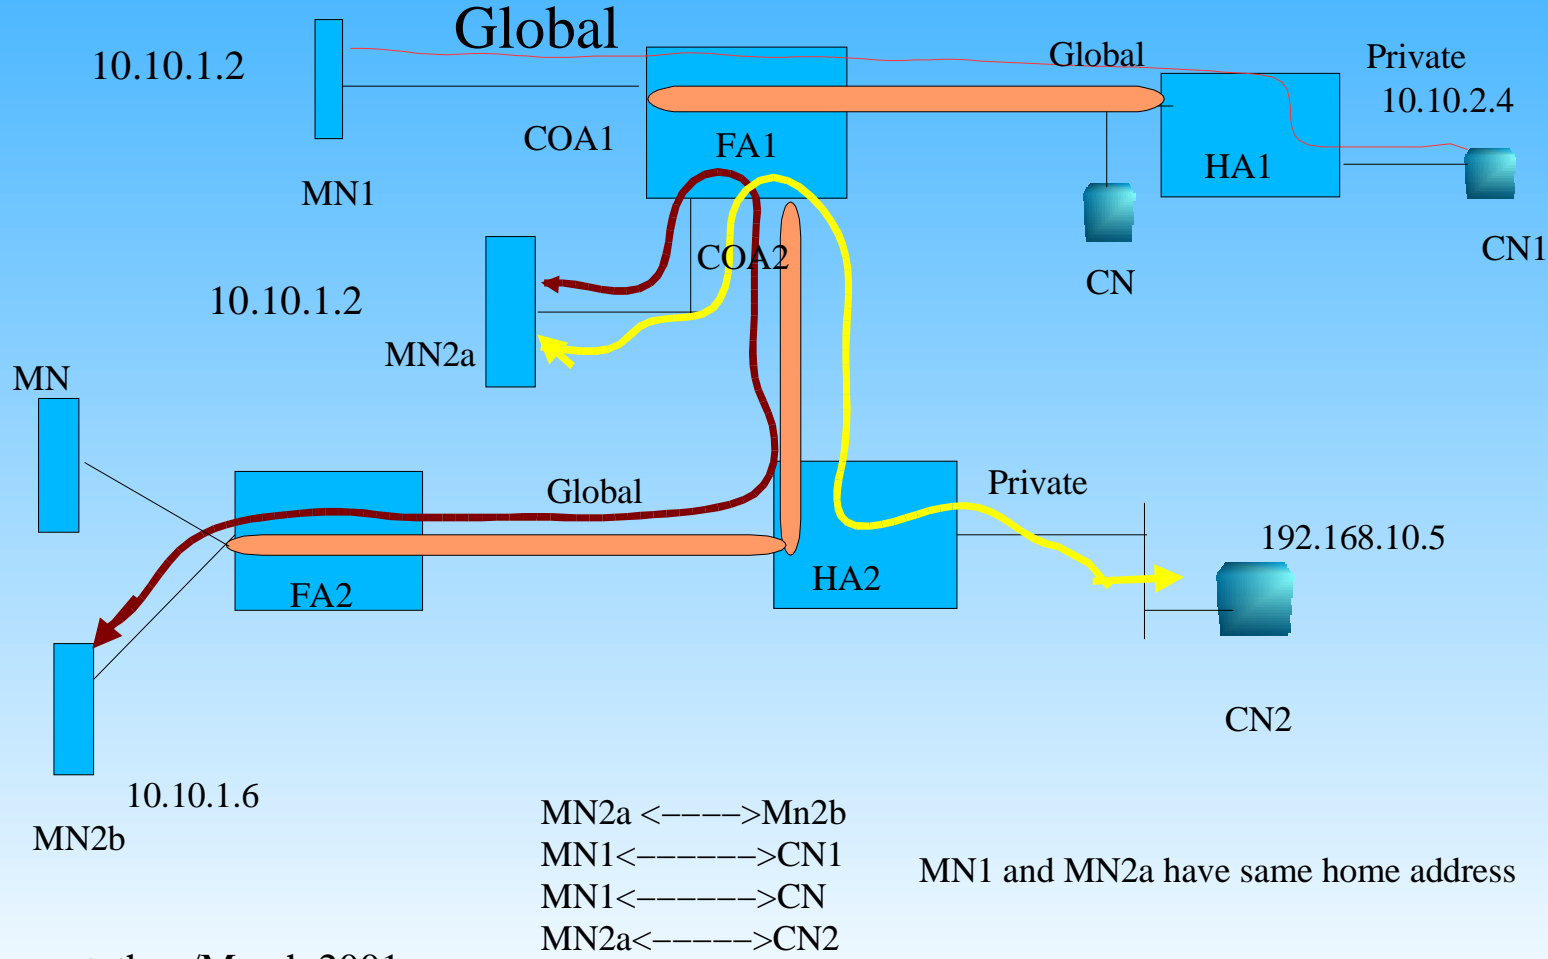 Global
10.10.1.2
Global
Private
10.10.2.4
COA1
FA1
HA1
MN1
CN1
COA2
CN
10.10.1.2
MN2a
MN
Global
Private
192.168.10.5
HA2
FA2
CN2
10.10.1.6
MN2b
MN2a <−−−−>Mn2b
MN1<−−−−−−>CN1
MN1<−−−−−−>CN
MN2a<−−−−−>CN2
MN1 and MN2a have same home address